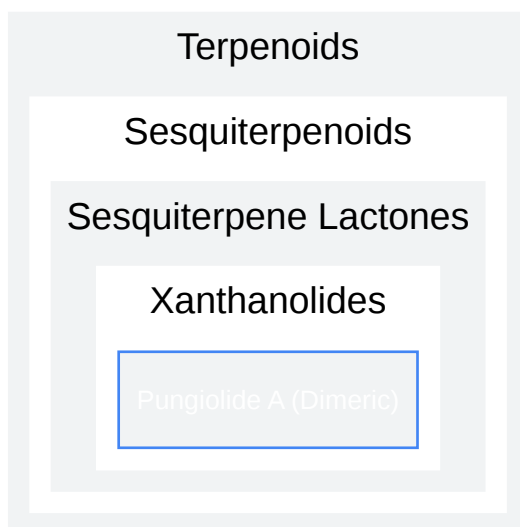 Terpenoids
Sesquiterpenoids
Sesquiterpene Lactones
Xanthanolides
Pungiolide A (Dimeric)